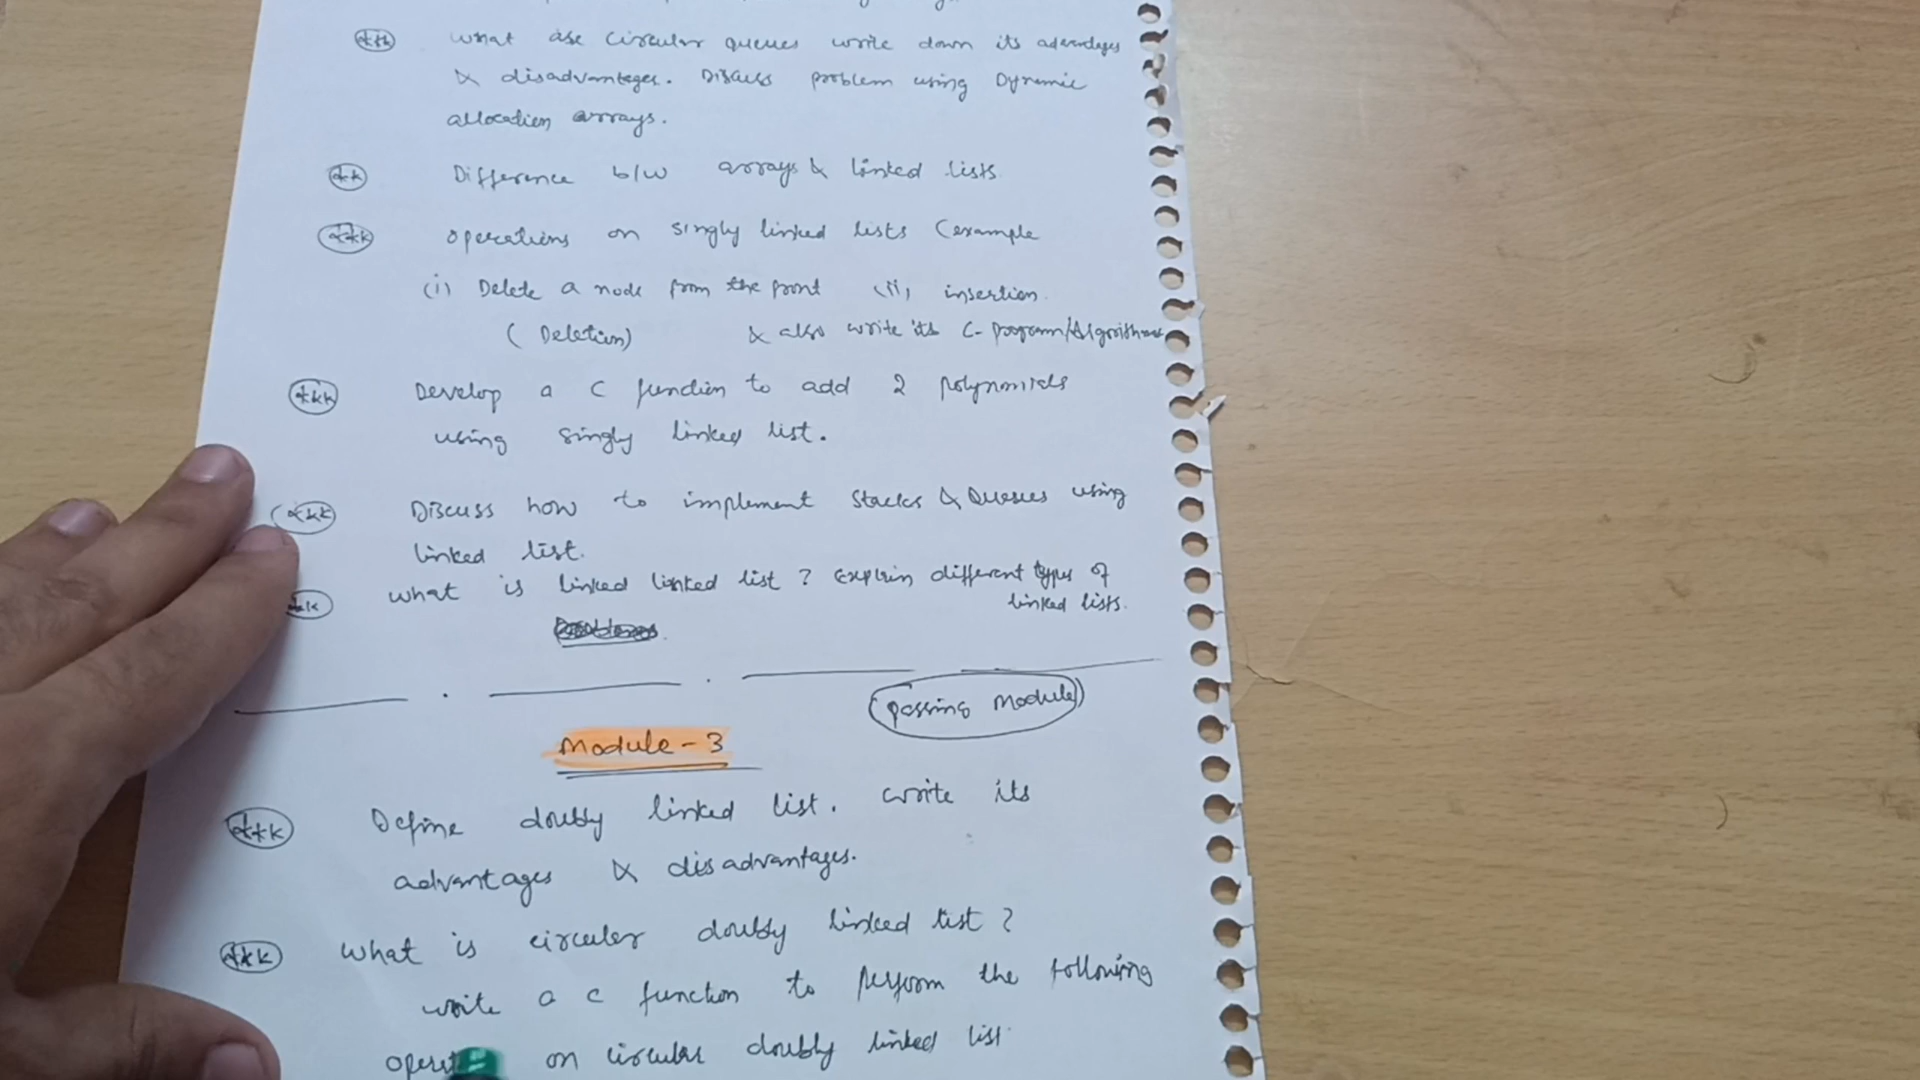 *** What are circular queues write down its advantages
& disadvantages. Discuss problem using Dynamic
allocation arrays.
** Difference b/w arrays & linked lists
*** operations on singly linked lists (example
(i) Delete a node from the front (ii) insertion.
(Deletion) & also write its C-Program/Algorithms
*** Develop a C function to add 2 polynomials
using singly linked list.
*** Discuss how to implement Stacks & Queues using
linked list.
** What is linked linked list? Explain different types of
linked lists.
(passing module)
Module-3
*** Define doubly linked list. Write its
advantages & disadvantages.
*** What is circular doubly linked list?
write a c function to perform the following
on circular doubly linked list